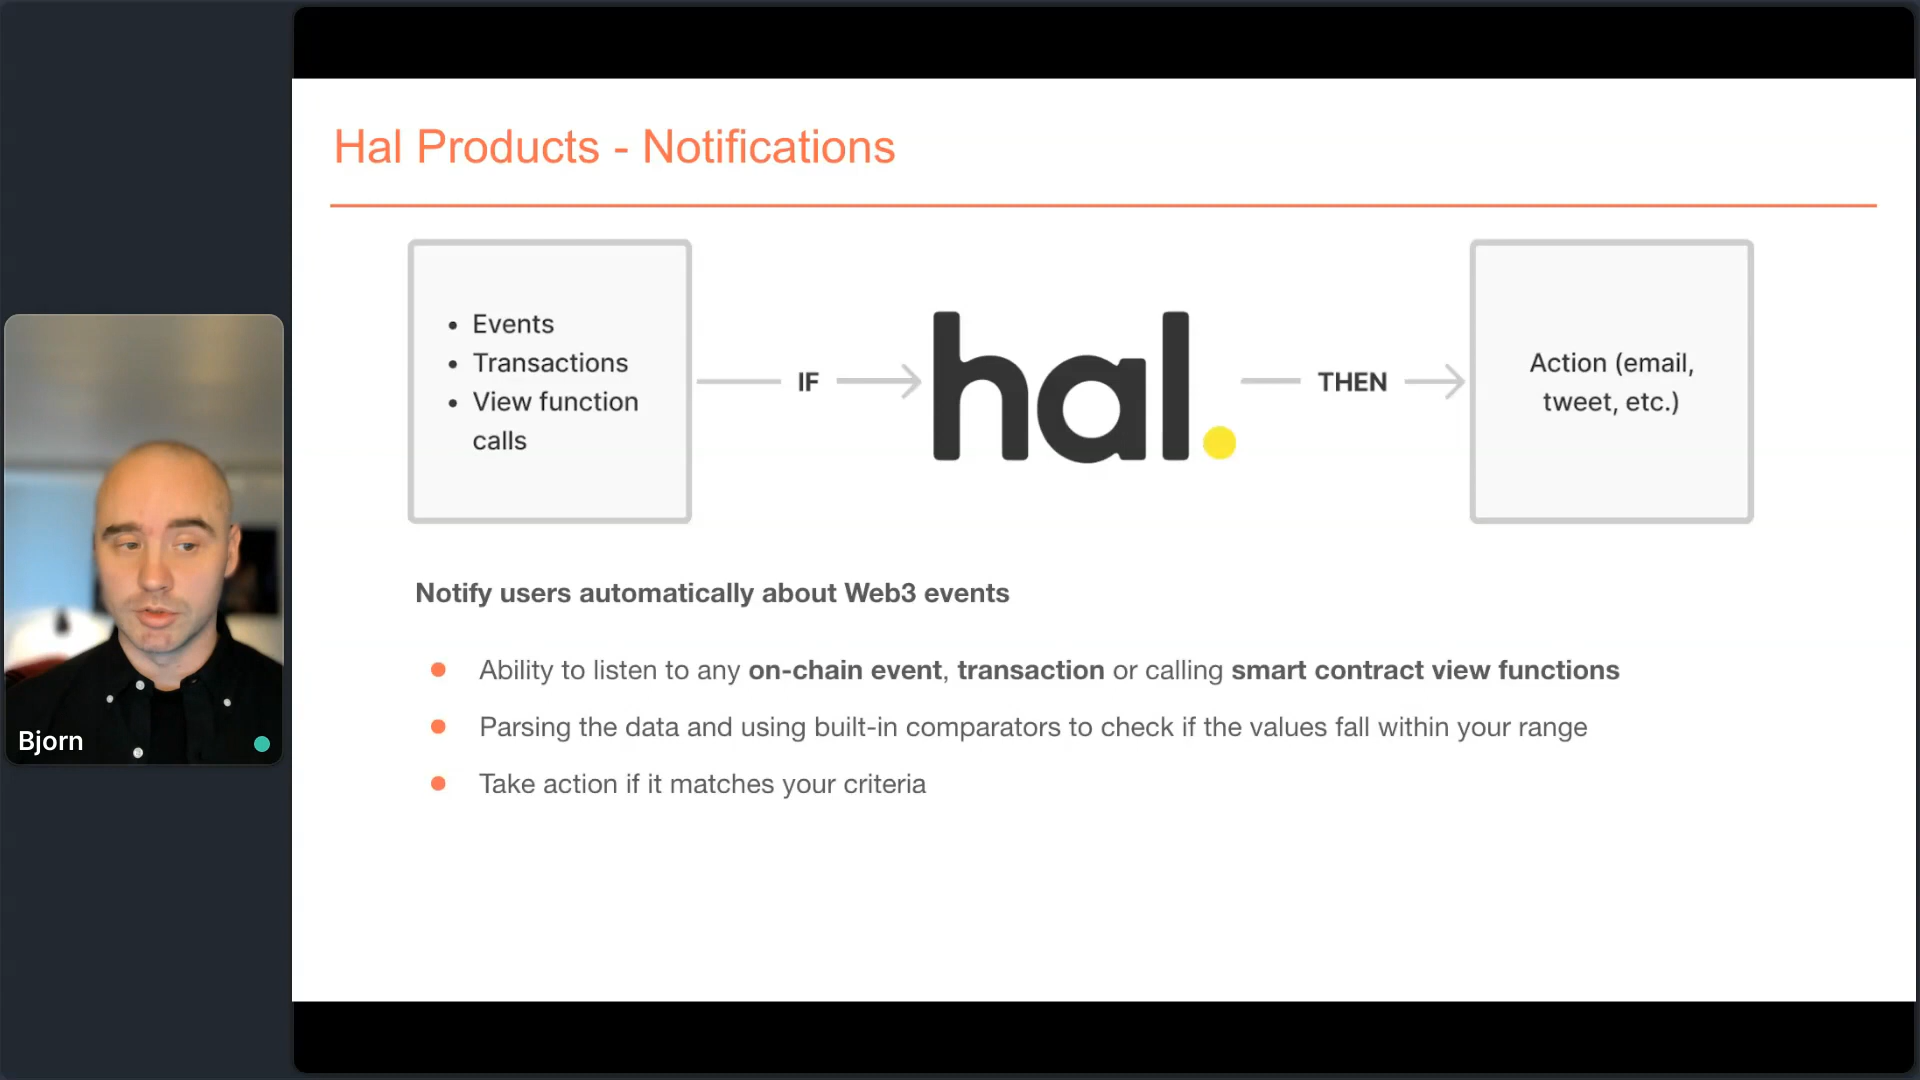 Hal Products - Notifications
• Events
• Transactions
• View function
calls
IF
hal.
THEN
Action (email,
tweet, etc.)
Notify users automatically about Web3 events
● Ability to listen to any on-chain event, transaction or calling smart contract view functions
● Parsing the data and using built-in comparators to check if the values fall within your range
● Take action if it matches your criteria
Bjorn